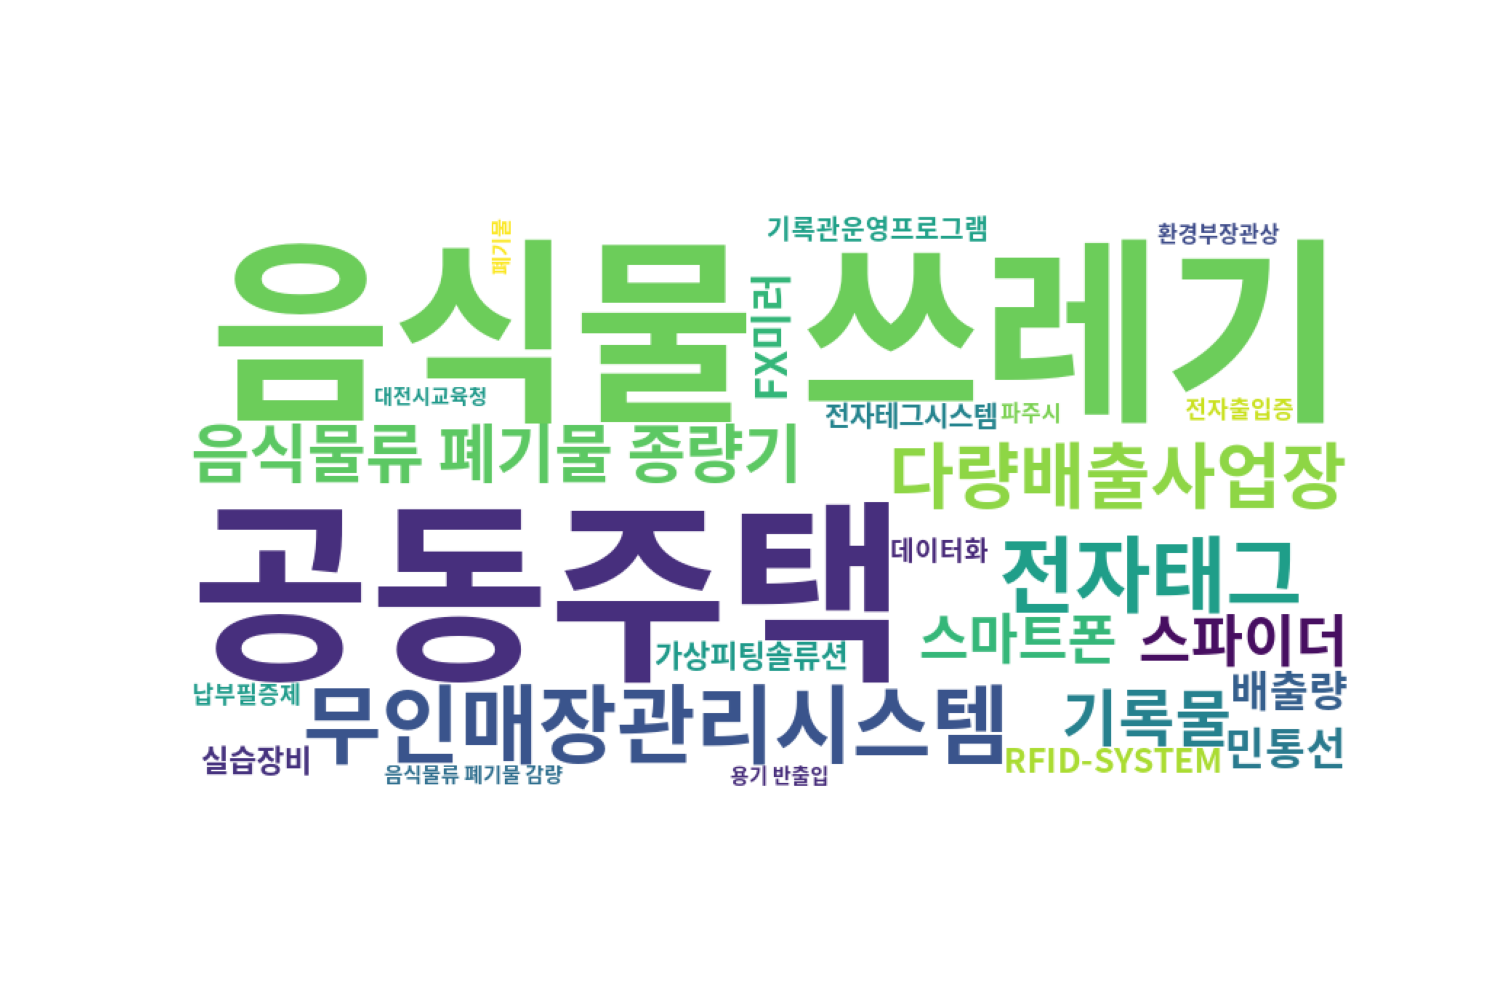 폐기물
기록관운영프로그램
환경부장관상
음식물 쓰레기
FX미러
대전시교육청
전자테그시스템
파주시
전자출입증
음식물류 폐기물 종량기
다량배출사업장
공동주택
데이터화
전자태그
스마트폰
스파이더
가상피팅솔류션
납부필증제
무인매장관리시스템
기록물
배출량
민통선
실습장비
음식물류 폐기물 감량
용기 반출입
RFID-SYSTEM